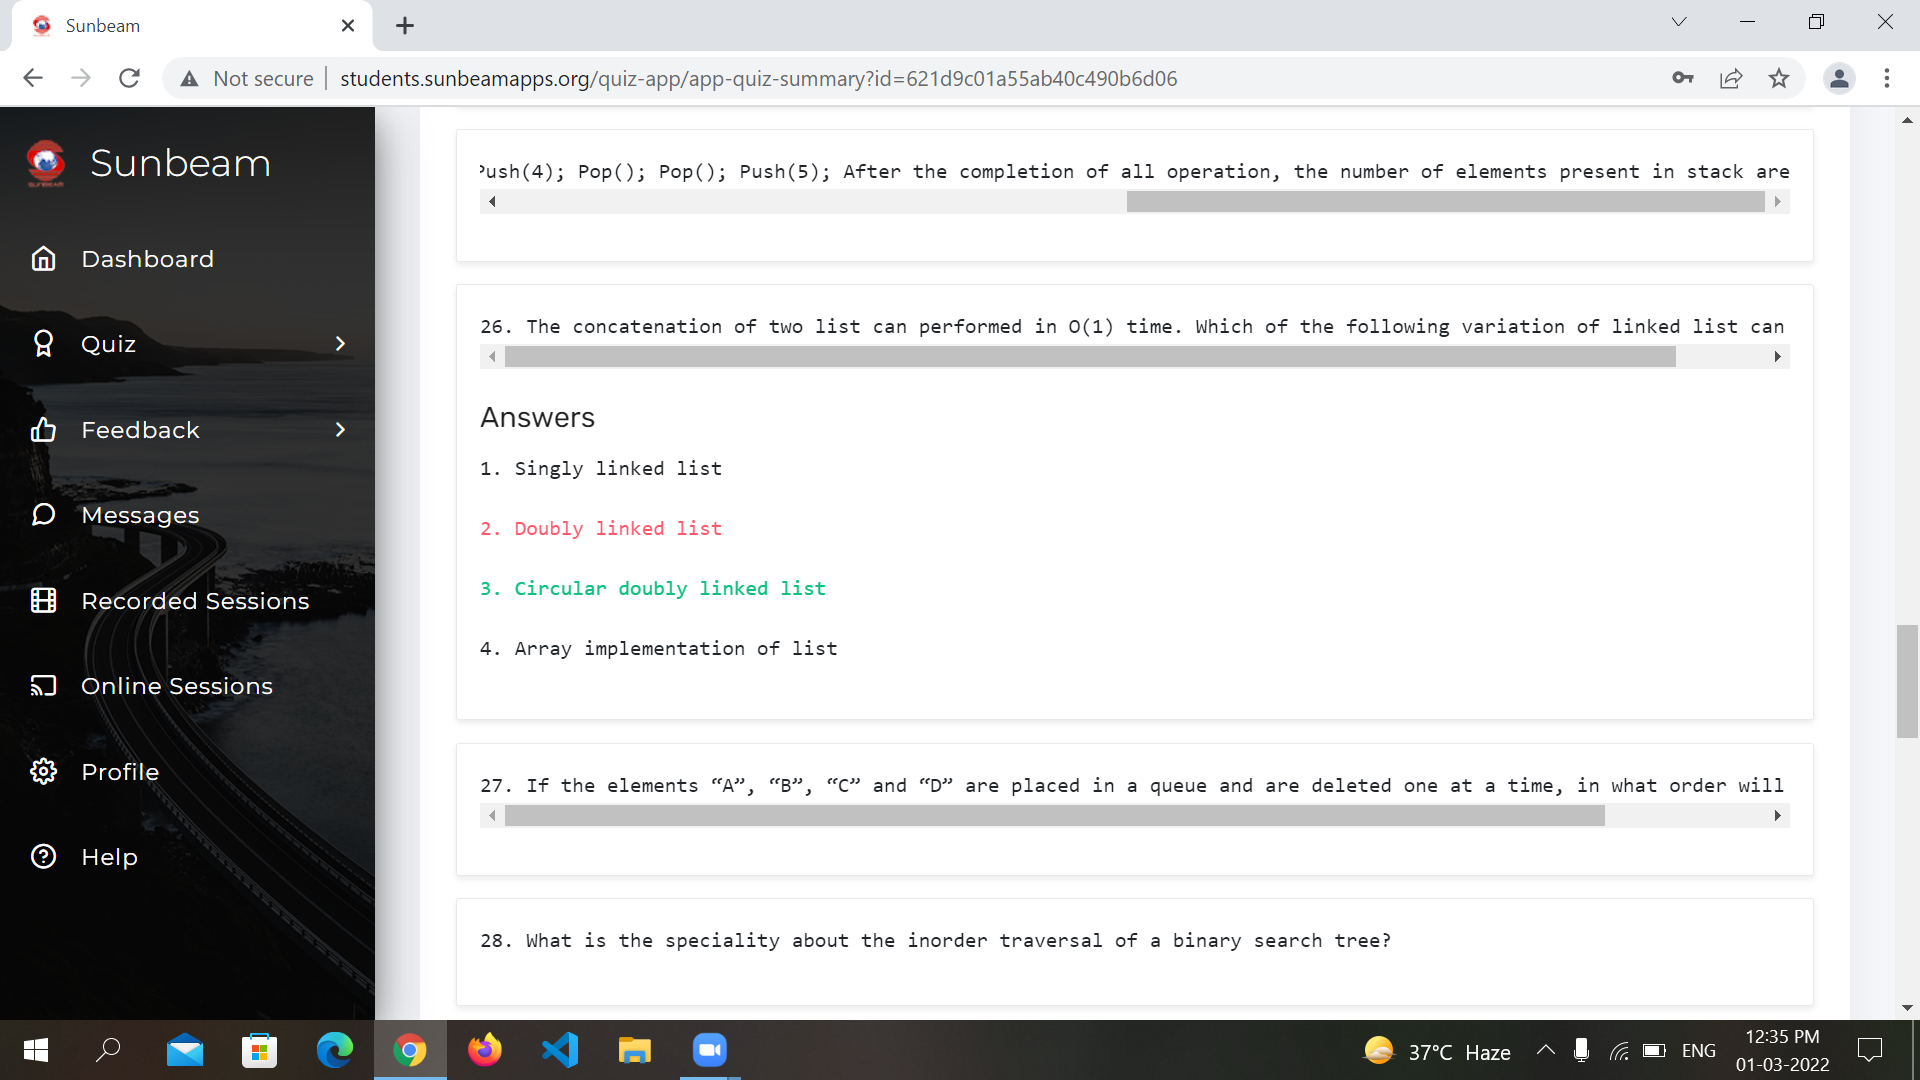 Sunbeam
Not secure
students.sunbeamapps.org/quiz-app/app-quiz-summary?id=621d9c01a55ab40c490b6d06
Sunbeam
Dashboard
Quiz
Feedback
Messages
Recorded Sessions
Online Sessions
Profile
Help
Push(4); Pop(); Pop(); Push(5); After the completion of all operation, the number of elements present in stack are
26. The concatenation of two list can performed in O(1) time. Which of the following variation of linked list can
Answers
1. Singly linked list
2. Doubly linked list
3. Circular doubly linked list
4. Array implementation of list
27. If the elements “A”, “B”, “C” and “D” are placed in a queue and are deleted one at a time, in what order will
28. What is the speciality about the inorder traversal of a binary search tree?
37°C Haze
ENG
12:35 PM
01-03-2022